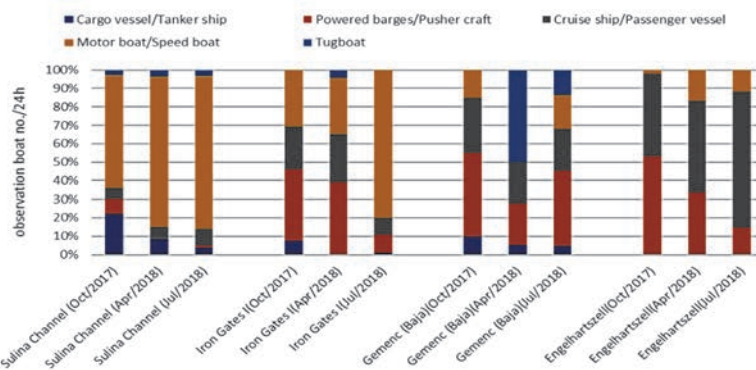 Cargo vessel/Tanker ship
Powered barges/Pusher craft
Cruise ship/Passenger vessel
Motor boat/Speed boat
Tugboat
observation boat no./24h
100%
90%
80%
70%
60%
50%
40%
30%
20%
10%
0%
Sulina Channel (Oct/2017)
Sulina Channel (Apr/2018)
Sulina Channel (Jul/2018)
Iron Gates I(Oct/2017)
Iron Gates I(Apr/2018)
Iron Gates I(Jul/2018)
Gemenc (Baja)(Oct/2017)
Gemenc (Baja)(Apr/2018)
Gemenc (Baja)(Jul/2018)
Engelhartszell(Oct/2017)
Engelhartszell(Apr/2018)
Engelhartszell(Jul/2018)